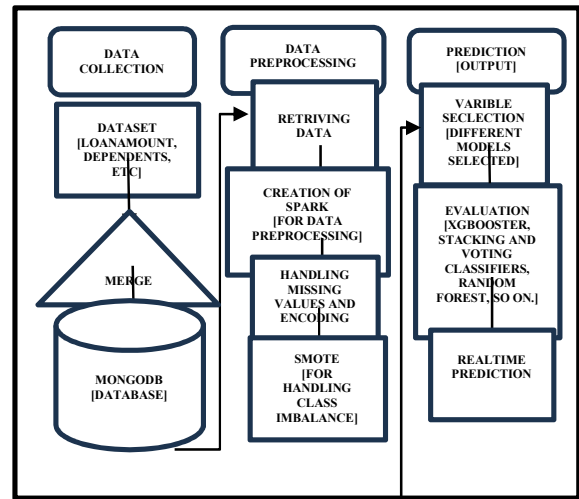 DATA
COLLECTION
DATASET
[LOANAMOUNT,
DEPENDENTS,
ETC]
MERGE
MONGODB
[DATABASE]
DATA
PREPROCESSING
RETRIVING
DATA
CREATION OF
SPARK
[FOR DATA
PREPROCESSING]
HANDLING
MISSING
VALUES AND
ENCODING
SMOTE
[FOR
HANDLING
CLASS
IMBALANCE]
PREDICTION
[OUTPUT]
VARIBLE
SECLECTION
[DIFFERENT
MODELS
SELECTED]
EVALUATION
[XGBOOSTER,
STACKING AND
VOTING
CLASSIFIERS,
RANDOM
FOREST, SO ON.]
REALTIME
PREDICTION